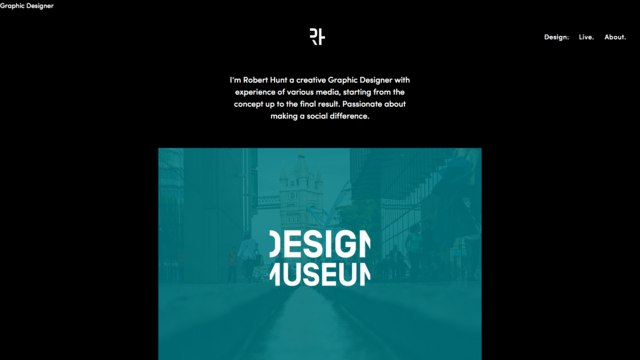 Graphic Designer
RH
Design.
Live.
About.
I'm Robert Hunt a creative Graphic Designer with
experience of various media, starting from the
concept up to the final result. Passionate about
making a social difference.
DESIGN
MUSEUM